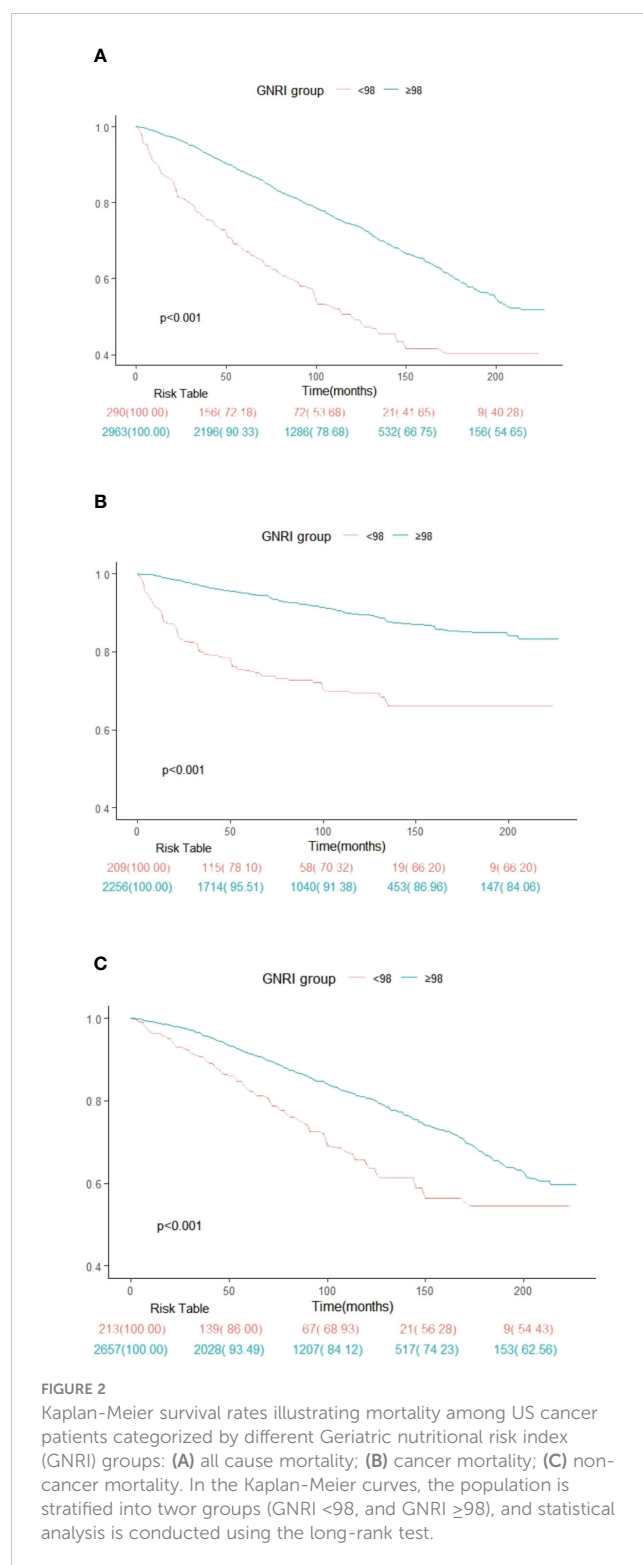 A
GNRI group <98 ≥98
1.0
0.8
0.6
p<0.001
0.4
0 50 100 150 200
Risk Table Time(months)
290(100.00) 156( 72.18) 72( 53.68) 21( 41.65) 9( 40.28)
2963(100.00) 2196( 90.33) 1286( 78.68) 532( 66.75) 156( 54.65)
B
GNRI group <98 ≥98
1.0
0.8
0.6
p<0.001
0.4
0 50 100 150 200
Risk Table Time(months)
209(100.00) 115( 78.10) 58( 70.32) 19( 66.20) 9( 66.20)
2256(100.00) 1714( 95.51) 1040( 91.38) 453( 86.96) 147( 84.06)
C
GNRI group <98 ≥98
1.0
0.8
0.6
p<0.001
0.4
0 50 100 150 200
Risk Table Time(months)
213(100.00) 139( 86.00) 67( 68.93) 21( 56.28) 9( 54.43)
2657(100.00) 2028( 93.49) 1207( 84.12) 517( 74.23) 153( 62.56)
FIGURE 2
Kaplan-Meier survival rates illustrating mortality among US cancer
patients categorized by different Geriatric nutritional risk index
(GNRI) groups: (A) all cause mortality; (B) cancer mortality; (C) non-
cancer mortality. In the Kaplan-Meier curves, the population is
stratified into twor groups (GNRI <98, and GNRI ≥98), and statistical
analysis is conducted using the long-rank test.